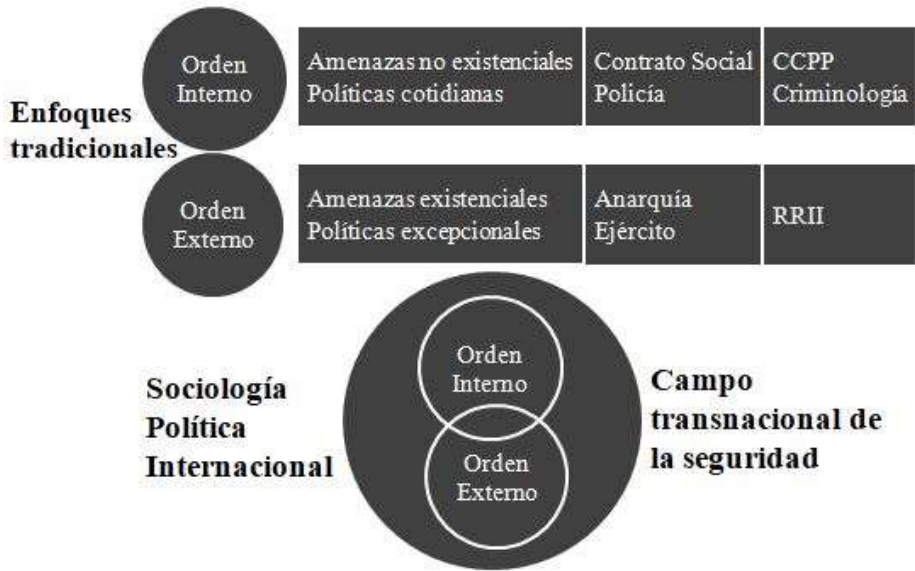 Enfoques
tradicionales
Orden
Interno
Amenazas no existenciales
Políticas cotidianas
Contrato Social
Policía
CCPP
Criminología
Orden
Externo
Amenazas existenciales
Políticas excepcionales
Anarquía
Ejército
RRII
Sociología
Política
Internacional
Orden
Interno
Orden
Externo
Campo
transnacional de
la seguridad